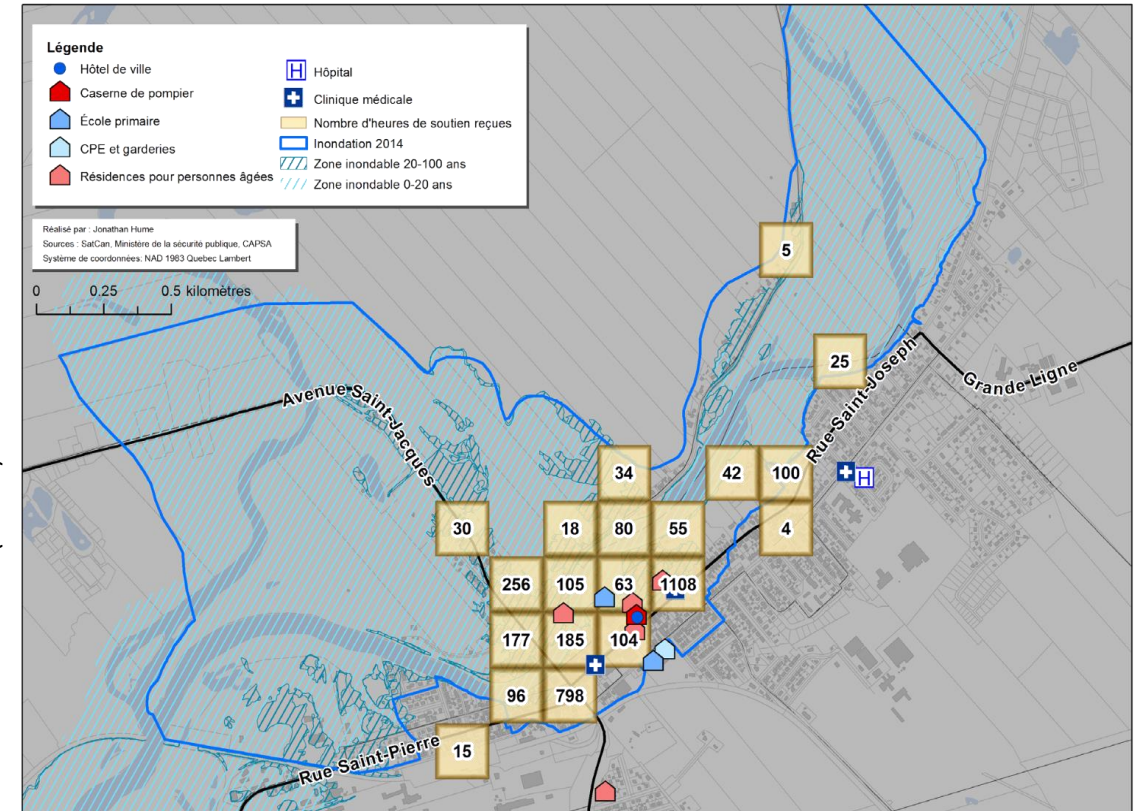 Légende
Hôtel de ville
Caserne de pompier
École primaire
CPE et garderies
Résidences pour personnes âgées
Hôpital
Clinique médicale
Nombre d'heures de soutien reçues
Inondation 2014
Zone inondable 20-100 ans
Zone inondable 0-20 ans
Réalisé par : Jonathan Hume
Sources : SatCan, Ministère de la sécurité publique, CAPSA
Système de coordonnées: NAD 1983 Quebec Lambert
0 0,25 0,5 kilomètres
5
25
Rue-Saint-Joseph
Grande-Ligne
Avenue Saint-Jacques
34 42 100
H
30 18 80 55 4
256 105 63 1108
177 185 104
96 798
15
Rue Saint-Pierre